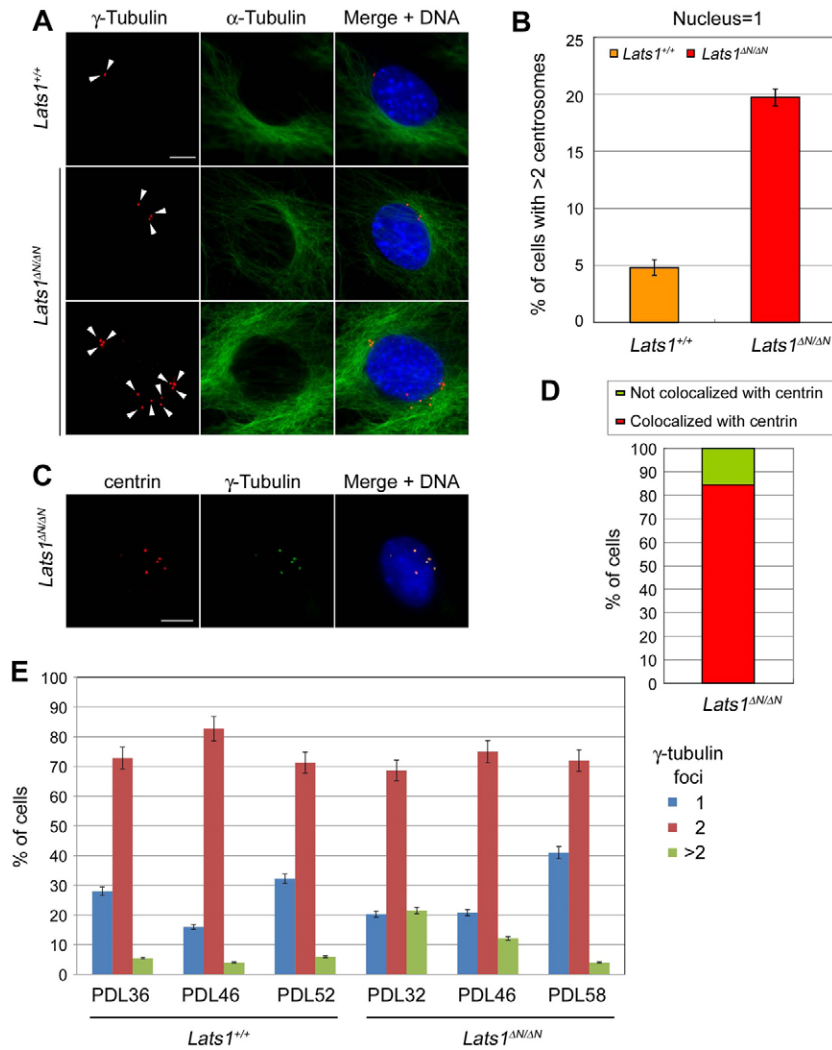 A
γ-Tubulin α-Tubulin Merge + DNA
Lats1+/+
Lats1ΔN/ΔN
B
Nucleus=1
Lats1+/+ Lats1ΔN/ΔN
% of cells with >2 centrosomes
25
20
15
10
5
0
Lats1+/+ Lats1ΔN/ΔN
C
centrin γ-Tubulin Merge + DNA
Lats1ΔN/ΔN
D
Not colocalized with centrin
Colocalized with centrin
% of cells
100
90
80
70
60
50
40
30
20
10
0
Lats1ΔN/ΔN
E
% of cells
100
90
80
70
60
50
40
30
20
10
0
PDL36 PDL46 PDL52 PDL32 PDL46 PDL58
Lats1+/+ Lats1ΔN/ΔN
γ-tubulin
foci
1
2
>2